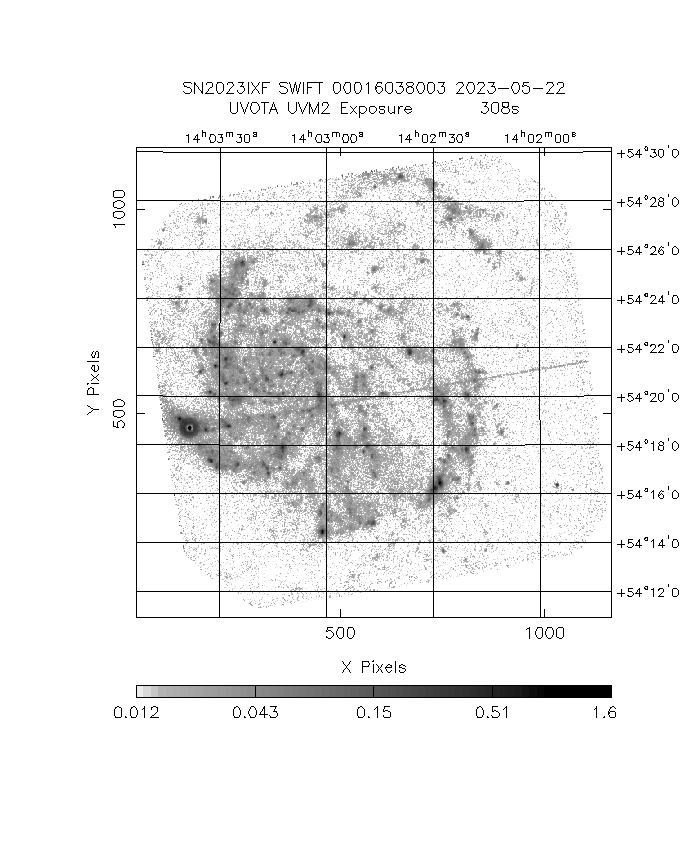 SN2023IXF SWIFT 00016038003 2023-05-22
UVOTA UVM2 Exposure 308s
14h03m30s 14h03m00s 14h02m30s 14h02m00s
+54°30'0
+54°28'0
+54°26'0
+54°24'0
+54°22'0
+54°20'0
+54°18'0
+54°16'0
+54°14'0
+54°12'0
1000
500
Y Pixels
500 1000
X Pixels
0.012 0.043 0.15 0.51 1.6